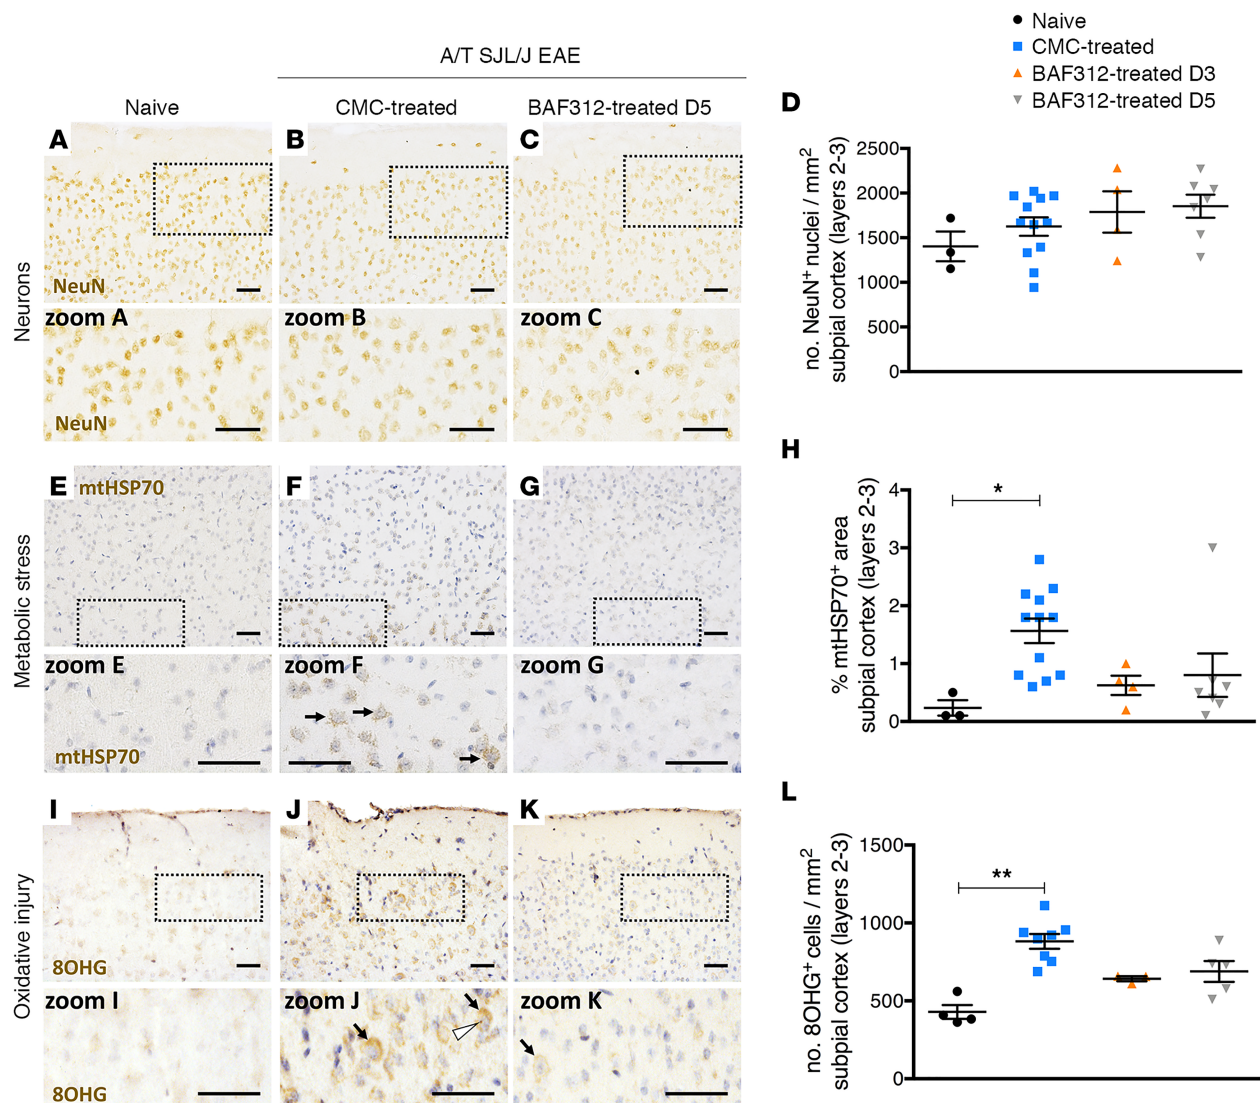 A/T SJL/J EAE
Naive
CMC-treated
BAF312-treated D5
Neurons
A
B
C
NeuN
zoom A
zoom B
zoom C
NeuN
Metabolic stress
E
mtHSP70
F
G
zoom E
zoom F
zoom G
mtHSP70
Oxidative injury
I
J
K
8OHG
zoom I
zoom J
zoom K
8OHG
Naive
CMC-treated
BAF312-treated D3
BAF312-treated D5
D
no. NeuN⁺ nuclei / mm²
subpial cortex (layers 2-3)
2500
2000
1500
1000
500
0
H
% mtHSP70⁺ area
subpial cortex (layers 2-3)
4
3
2
1
0
*
L
no. 8OHG⁺ cells / mm²
subpial cortex (layers 2-3)
1500
1000
500
0
**